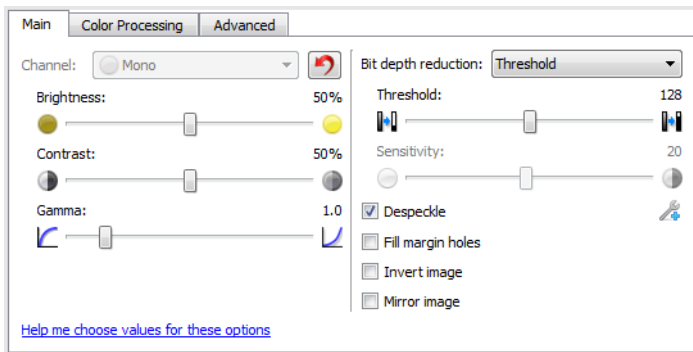 Main Color Processing Advanced
Channel: Mono
Brightness: 50%
Contrast: 50%
Gamma: 1.0
Bit depth reduction: Threshold
Threshold: 128
Sensitivity: 20
Despeckle
Fill margin holes
Invert image
Mirror image
Help me choose values for these options